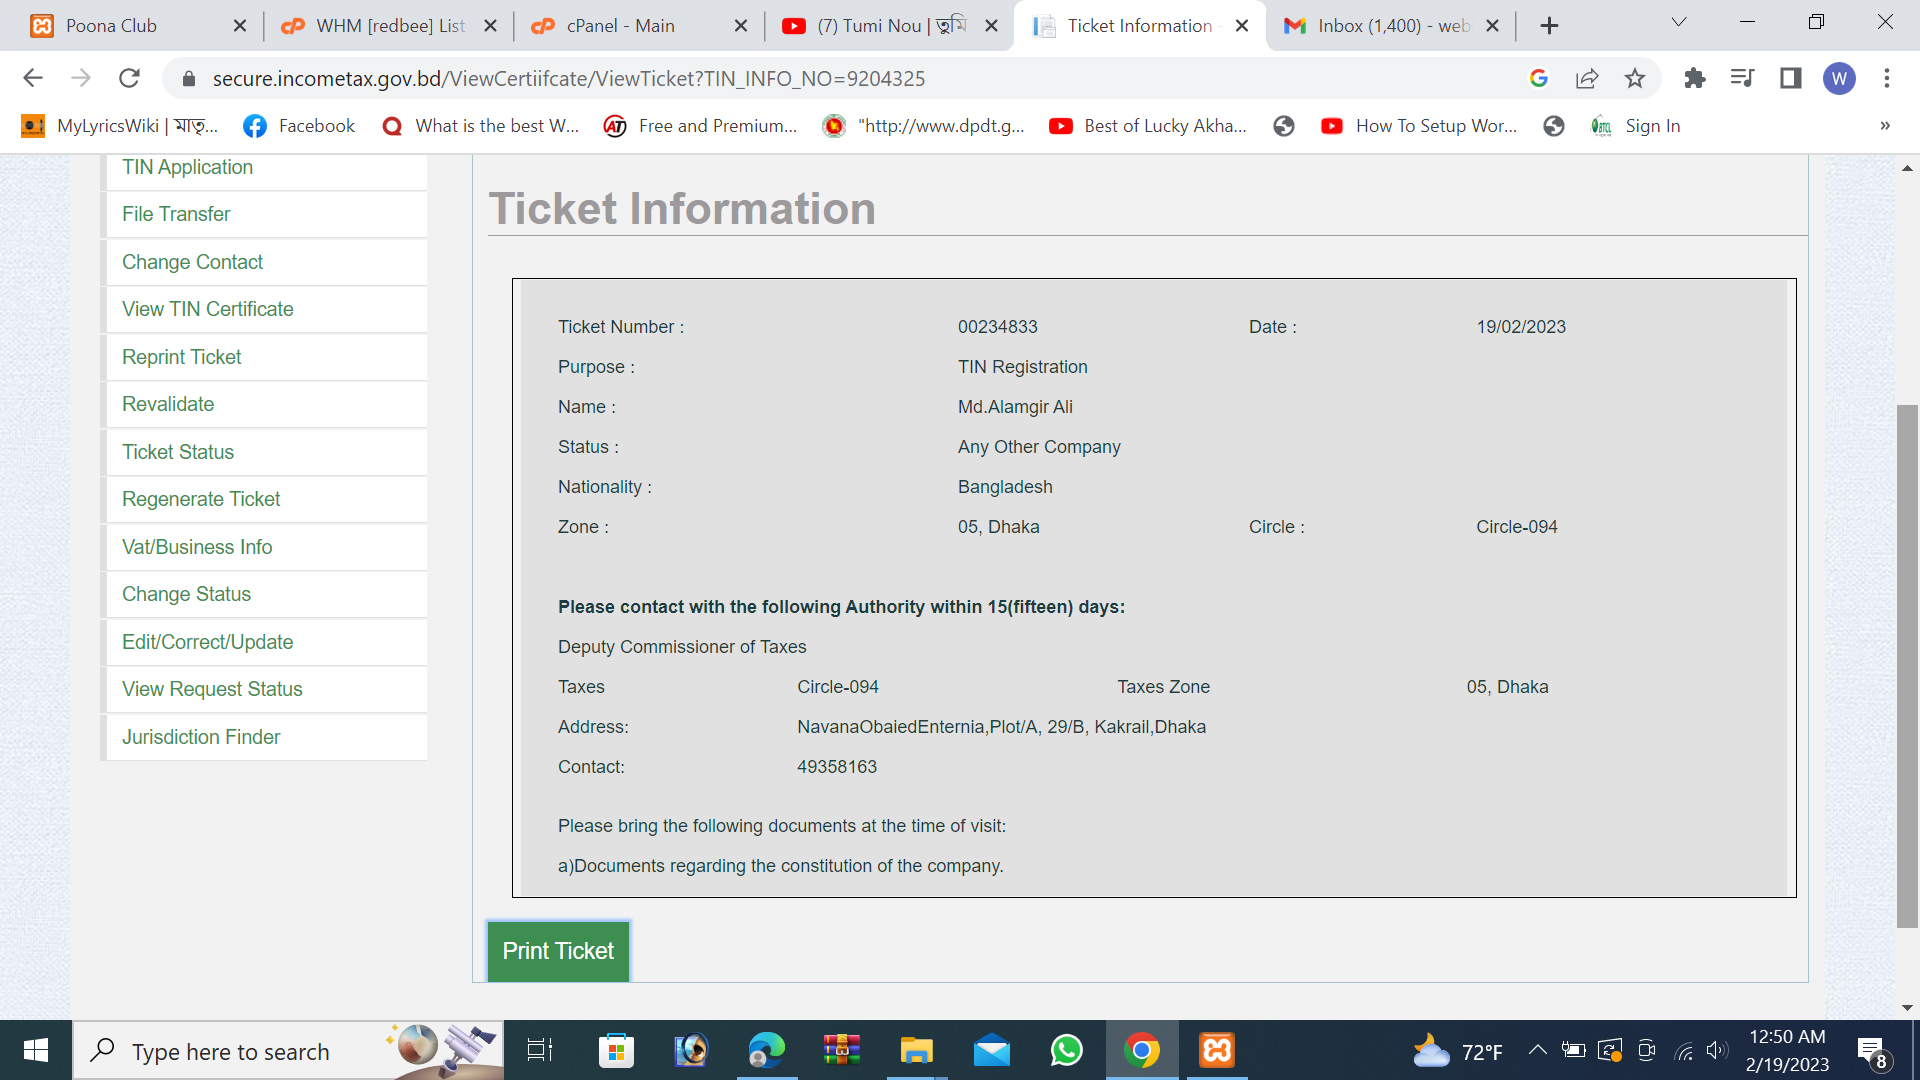 Poona Club
WHM [redbee] List
cPanel - Main
(7) Tumi Nou | তুমি
Ticket Information
Inbox (1,400) - web
secure.incometax.gov.bd/ViewCertiifcate/ViewTicket?TIN_INFO_NO=9204325
W
MyLyricsWiki | মাতৃ...
Facebook
What is the best W...
Free and Premium...
"http://www.dpdt.g...
Best of Lucky Akha...
How To Setup Wor...
Sign In
»
TIN Application
File Transfer
Change Contact
View TIN Certificate
Reprint Ticket
Revalidate
Ticket Status
Regenerate Ticket
Vat/Business Info
Change Status
Edit/Correct/Update
View Request Status
Jurisdiction Finder
Ticket Information
Ticket Number : 00234833 Date : 19/02/2023
Purpose : TIN Registration
Name : Md.Alamgir Ali
Status : Any Other Company
Nationality : Bangladesh
Zone : 05, Dhaka Circle : Circle-094
Please contact with the following Authority within 15(fifteen) days:
Deputy Commissioner of Taxes
Taxes Circle-094 Taxes Zone 05, Dhaka
Address: NavanaObaiedEnternia,Plot/A, 29/B, Kakrail,Dhaka
Contact: 49358163
Please bring the following documents at the time of visit:
a)Documents regarding the constitution of the company.
Print Ticket
Type here to search
72°F
12:50 AM
2/19/2023
8